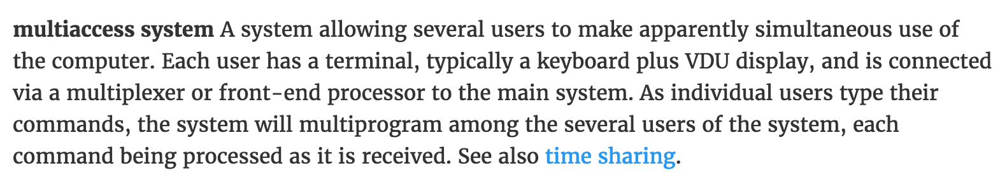 multiaccess system A system allowing several users to make apparently simultaneous use of
the computer. Each user has a terminal, typically a keyboard plus VDU display, and is connected
via a multiplexer or front-end processor to the main system. As individual users type their
commands, the system will multiprogram among the several users of the system, each
command being processed as it is received. See also time sharing.